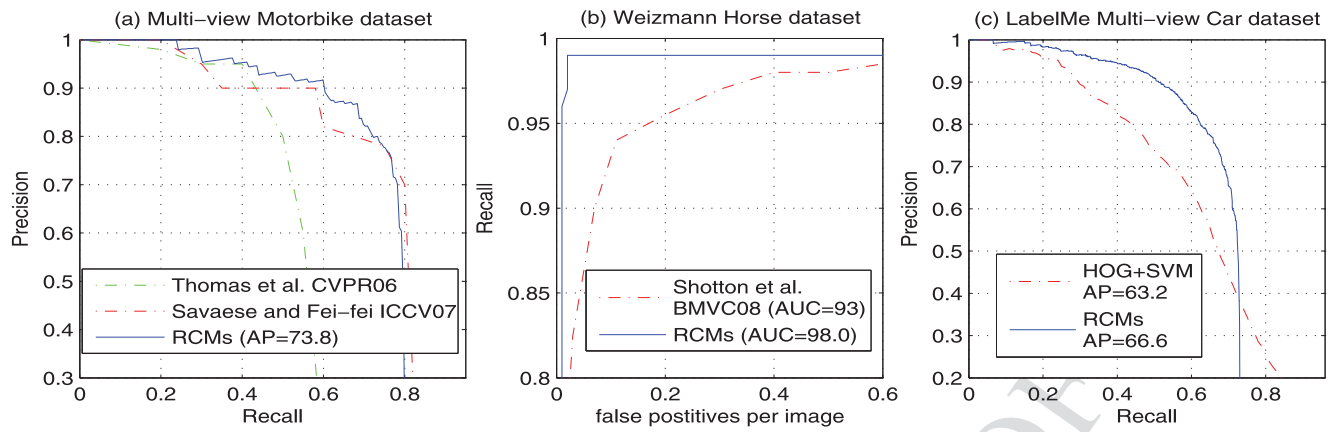 (a) Multi−view Motorbike dataset
1
0.9
0.8
0.7
0.6
0.5
0.4
0.3
0
0.2
0.4
0.6
0.8
Precision
Recall
Thomas et al. CVPR06
Savaese and Fei−fei ICCV07
RCMs (AP=73.8)
(b) Weizmann Horse dataset
1
0.95
0.9
0.85
0.8
0
0.2
0.4
0.6
Recall
false postitives per image
Shotton et al.
BMVC08 (AUC=93)
RCMs (AUC=98.0)
(c) LabelMe Multi−view Car dataset
1
0.9
0.8
0.7
0.6
0.5
0.4
0.3
0.2
0
0.2
0.4
0.6
0.8
Precision
Recall
HOG+SVM
AP=63.2
RCMs
AP=66.6